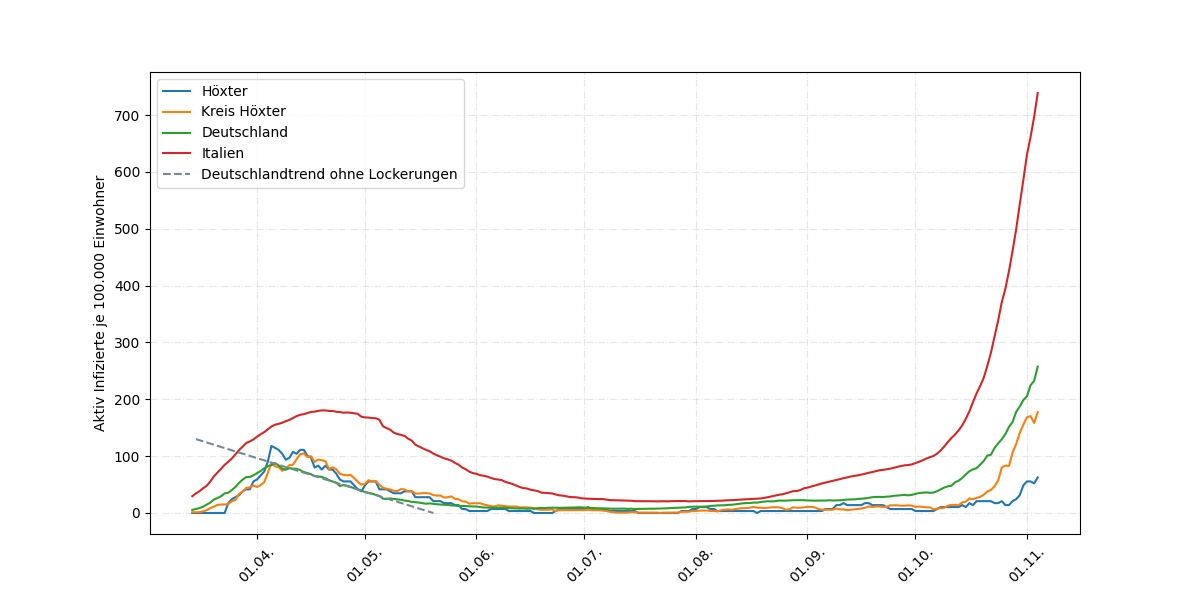 Höxter
Kreis Höxter
Deutschland
Italien
Deutschlandtrend ohne Lockerungen
Aktiv Infizierte je 100.000 Einwohner
700
600
500
400
300
200
100
0
01.04.
01.05.
01.06.
01.07.
01.08.
01.09.
01.10.
01.11.